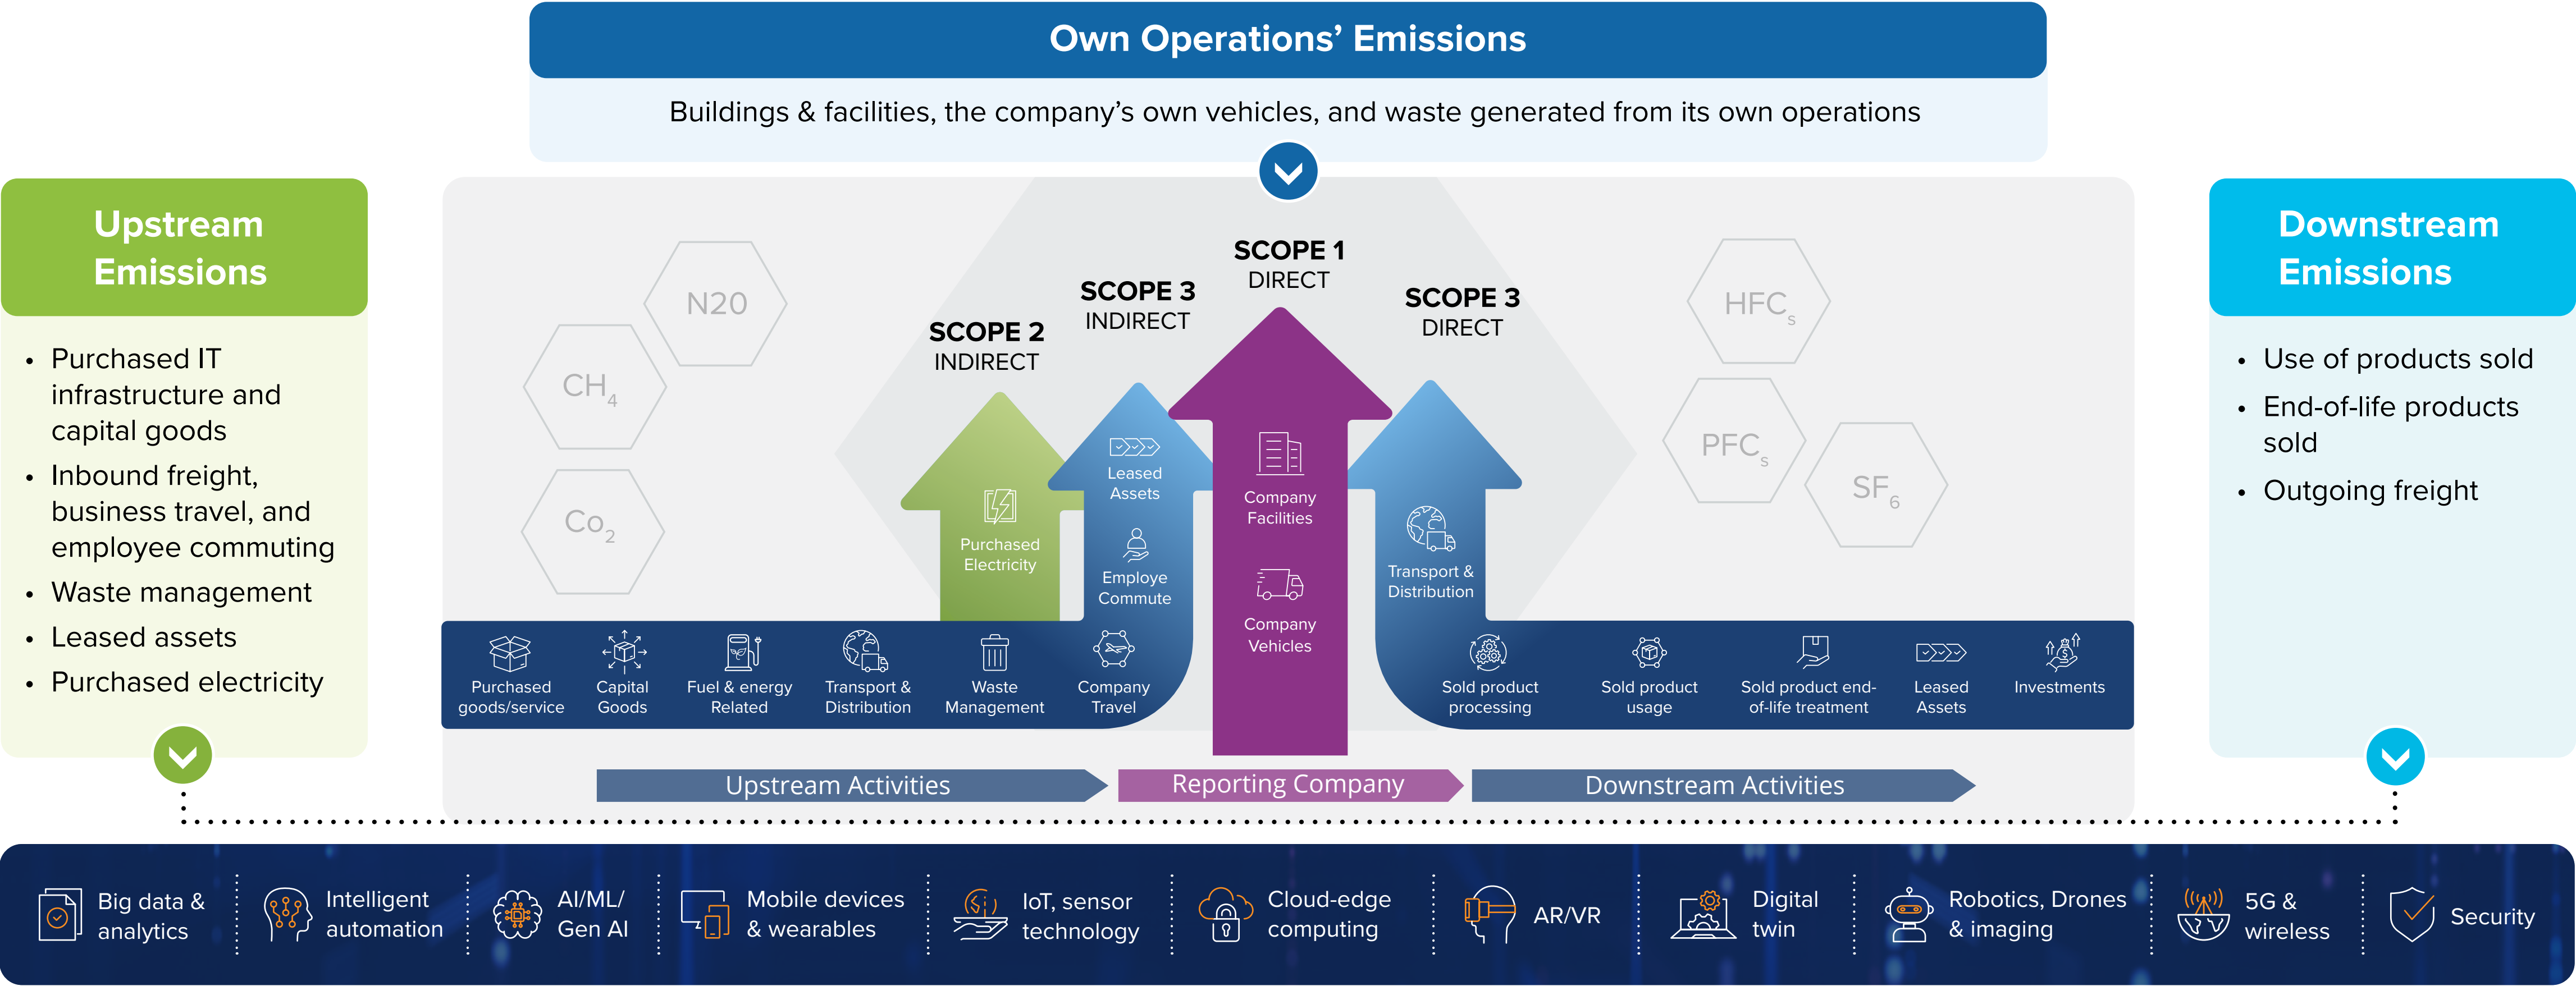 Own Operations’ Emissions
Buildings & facilities, the company’s own vehicles, and waste generated from its own operations
Upstream
Emissions
• Purchased IT
infrastructure and
capital goods
• Inbound freight,
business travel, and
employee commuting
• Waste management
• Leased assets
• Purchased electricity
N20
CH4
Co2
SCOPE 2
INDIRECT
SCOPE 3
INDIRECT
SCOPE 1
DIRECT
SCOPE 3
DIRECT
HFCs
PFCs
SF6
Purchased
Electricity
Leased
Assets
Employe
Commute
Company
Facilities
Company
Vehicles
Transport &
Distribution
Purchased
goods/service
Capital
Goods
Fuel & energy
Related
Transport &
Distribution
Waste
Management
Company
Travel
Sold product
processing
Sold product
usage
Sold product end-
of-life treatment
Leased
Assets
Investments
Upstream Activities
Reporting Company
Downstream Activities
Downstream
Emissions
• Use of products sold
• End-of-life products
sold
• Outgoing freight
Big data &
analytics
Intelligent
automation
AI/ML/
Gen AI
Mobile devices
& wearables
IoT, sensor
technology
Cloud-edge
computing
AR/VR
Digital
twin
Robotics, Drones
& imaging
5G &
wireless
Security